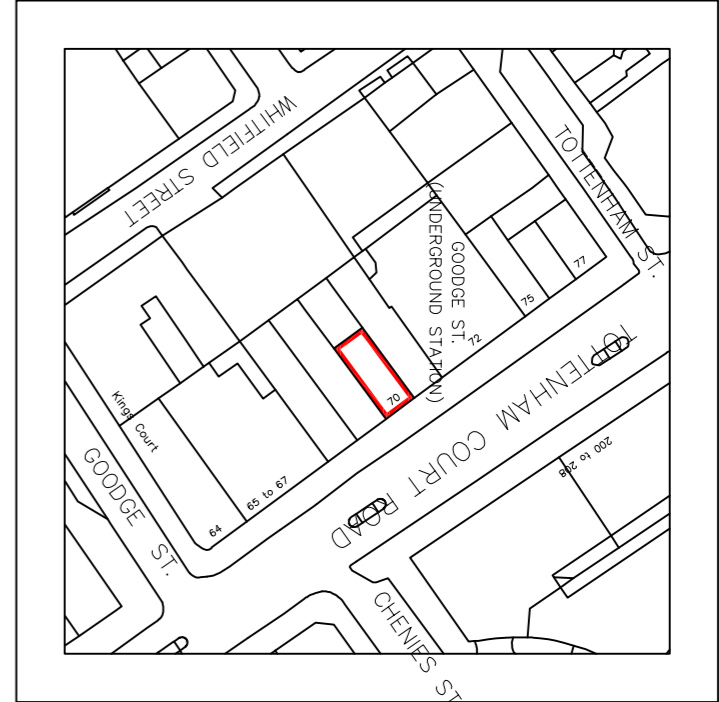 WHITFIELD STREET
TOTTENHAM ST.
GOODGE ST.
(UNDERGROUND STATION)
77
75
72
70
TOTTENHAM COURT ROAD
Kings Court
GOODGE ST.
65 to 67
64
200 to 208
CHENIES ST